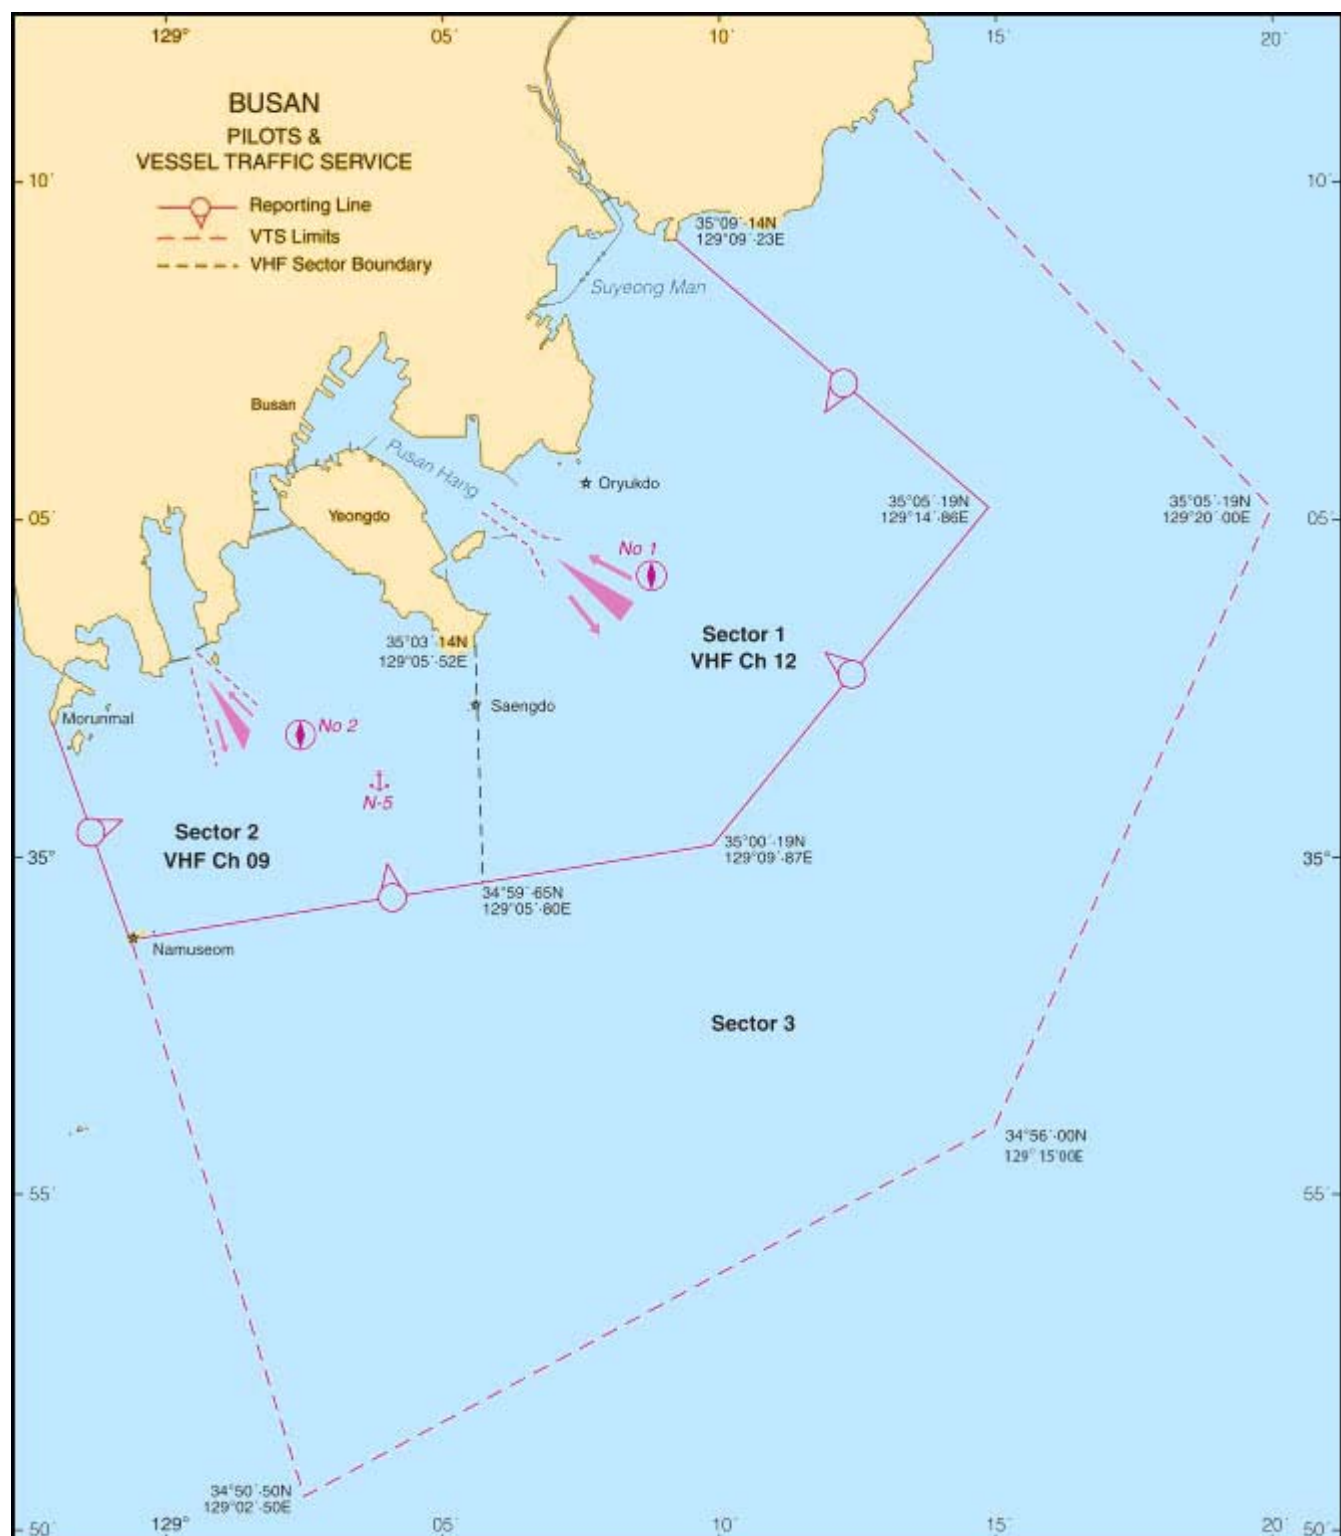 129°
05´
10´
15´
20´
BUSAN
PILOTS &
VESSEL TRAFFIC SERVICE
Reporting Line
VTS Limits
VHF Sector Boundary
10´
10´
35°09´·14N
129°09´·23E
Suyeong Man
Busan
Pusan Hang
Oryukdo
Yeongdo
05´
05´
35°05´·19N
129°14´·86E
35°05´·19N
129°20´·00E
No 1
Sector 1
VHF Ch 12
35°03´·14N
129°05´·52E
Saengdo
Morunmal
No 2
N-5
Sector 2
VHF Ch 09
35°
35°
35°00´·19N
129°09´·87E
34°59´·65N
129°05´·80E
Namuseom
Sector 3
34°56´·00N
129°15'00E
55´
55´
34°50´·50N
129°02´·50E
50´
129°
05´
10´
15´
20´
50´